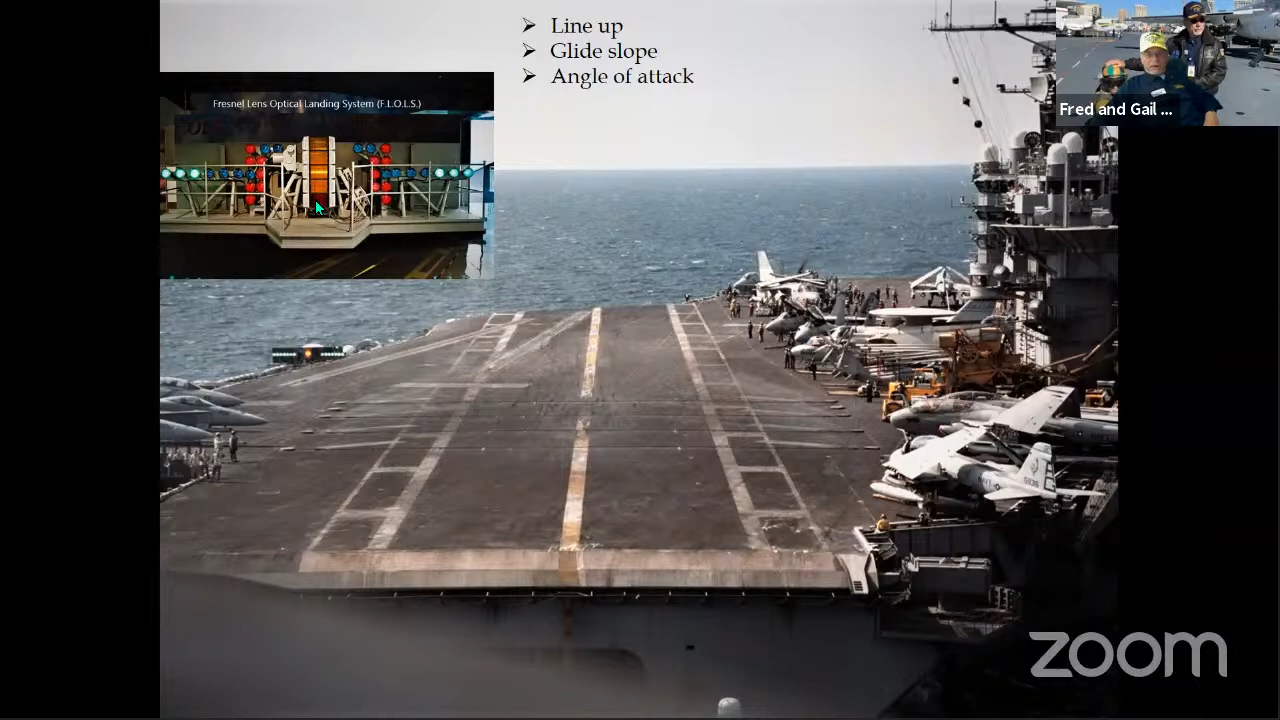 Line up
Glide slope
Angle of attack
Fresnel Lens Optical Landing System (F.L.O.L.S.)
Fred and Gail ...
zoom